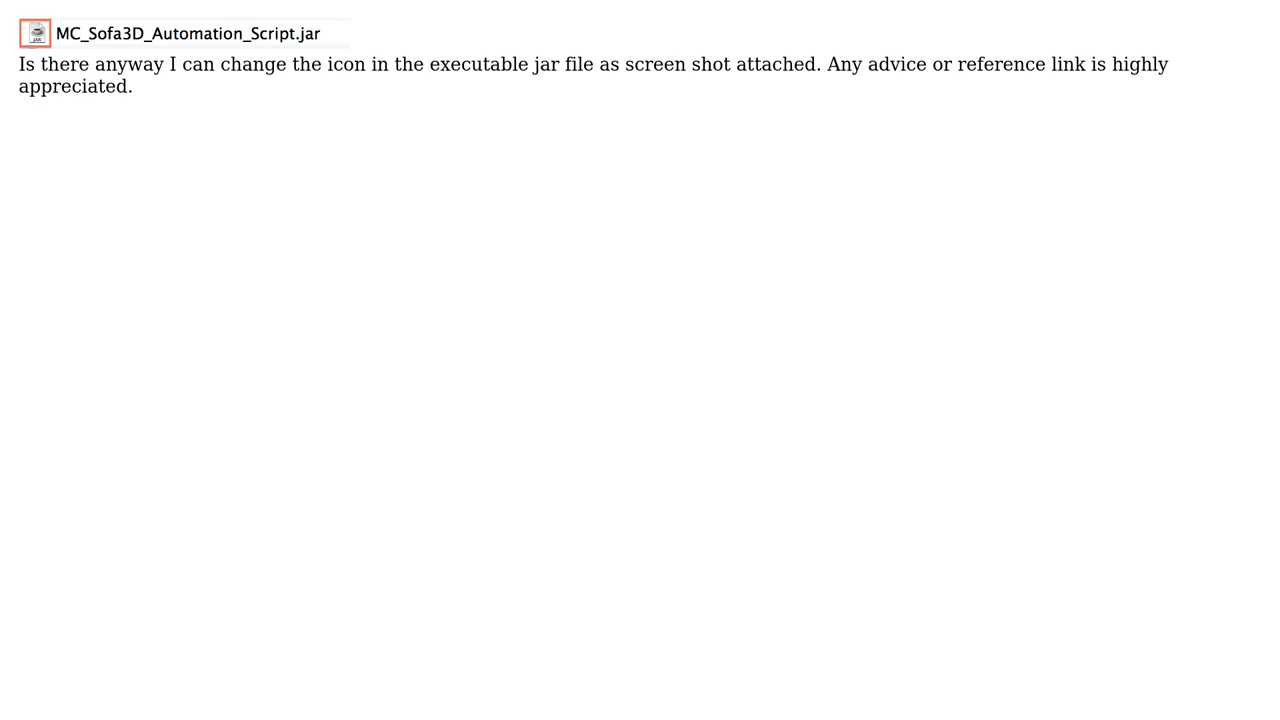 MC_Sofa3D_Automation_Script.jar
Is there anyway I can change the icon in the executable jar file as screen shot attached. Any advice or reference link is highly
appreciated.